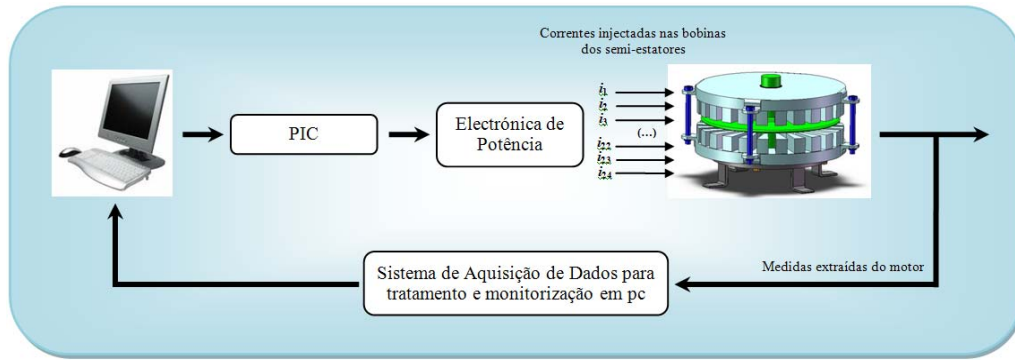 Correntes injectadas nas bobinas
dos semi-estatores
PIC
Electrónica de
Potência
i1
i2
i3
(...)
i22
i23
i24
Medidas extraídas do motor
Sistema de Aquisição de Dados para
tratamento e monitorização em pc